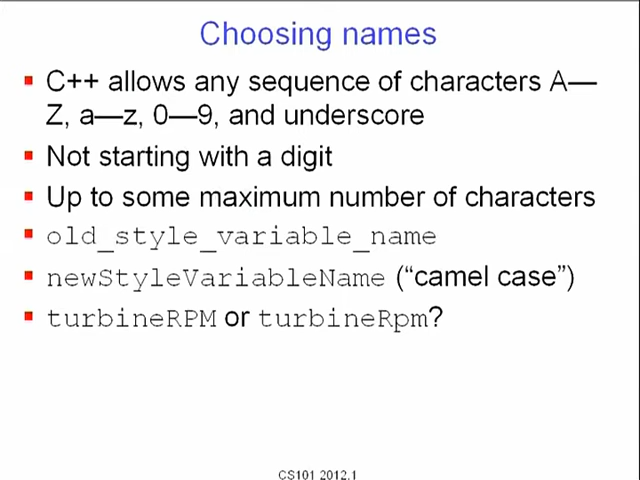 Choosing names
▪ C++ allows any sequence of characters A—
Z, a—z, 0—9, and underscore
▪ Not starting with a digit
▪ Up to some maximum number of characters
▪ old_style_variable_name
▪ newStyleVariableName (“camel case”)
▪ turbineRPM or turbineRpm?
CS101 2012.1